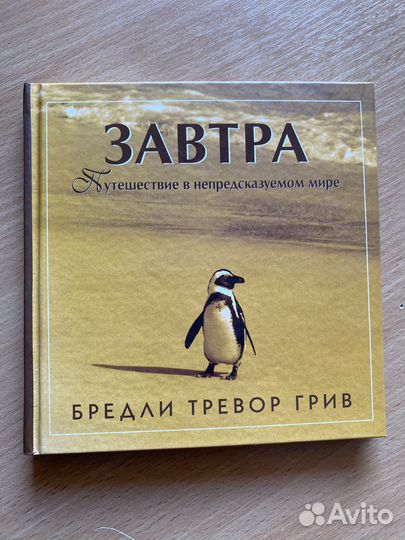 ЗАВТРА
Путешествие в непредсказуемом мире
БРЕДЛИ ТРЕВОР ГРИВ
Avito